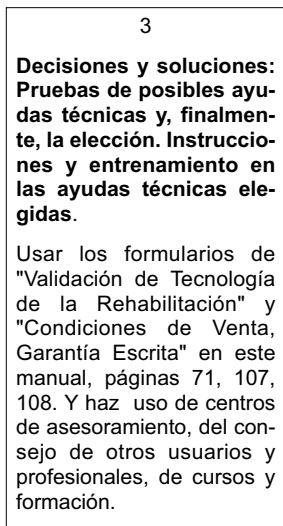 3
Decisiones y soluciones:
Pruebas de posibles ayu-
das técnicas y, finalmen-
te, la elección. Instruccio-
nes y entrenamiento en
las ayudas técnicas ele-
gidas.
Usar los formularios de
"Validación de Tecnología
de la Rehabilitación" y
"Condiciones de Venta,
Garantía Escrita" en este
manual, páginas 71, 107,
108. Y haz uso de centros
de asesoramiento, del con-
sejo de otros usuarios y
profesionales, de cursos y
formación.